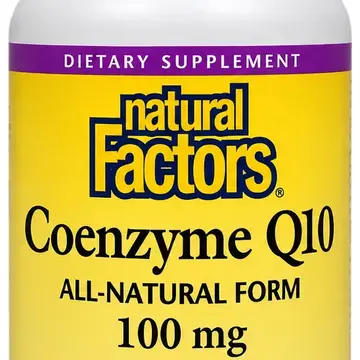 DIETARY SUPPLEMENT
natural
Factors®
Coenzyme Q10
ALL-NATURAL FORM
100 mg